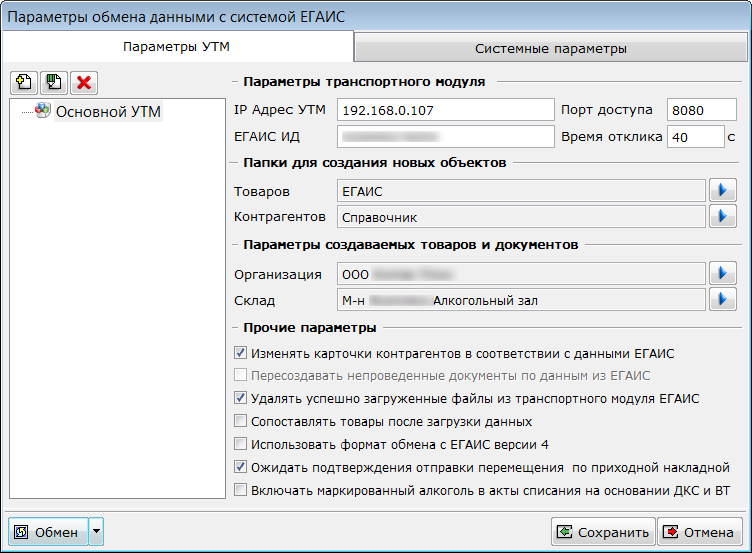 Параметры обмена данными с системой ЕГАИС
Параметры УТМ
Системные параметры
Основной УТМ
Параметры транспортного модуля
IP Адрес УТМ 192.168.0.107 Порт доступа 8080
ЕГАИС ИД Время отклика 40 с
Папки для создания новых объектов
Товаров ЕГАИС
Контрагентов Справочник
Параметры создаваемых товаров и документов
Организация ООО
Склад М-н Алкогольный зал
Прочие параметры
Изменять карточки контрагентов в соответствии с данными ЕГАИС
Пересоздавать непроведенные документы по данным из ЕГАИС
Удалять успешно загруженные файлы из транспортного модуля ЕГАИС
Сопоставлять товары после загрузки данных
Использовать формат обмена с ЕГАИС версии 4
Ожидать подтверждения отправки перемещения по приходной накладной
Включать маркированный алкоголь в акты списания на основании ДКС и ВТ
Обмен Сохранить Отмена